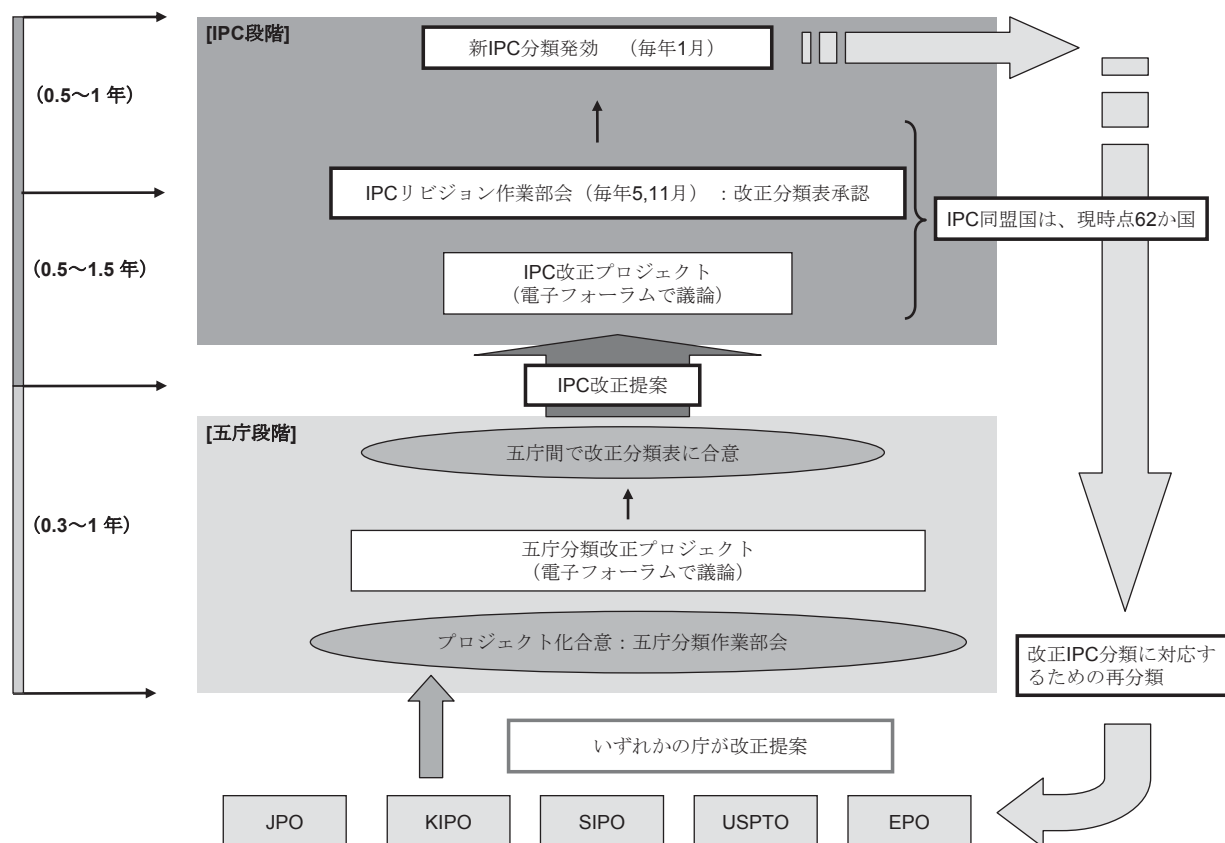 [IPC段階]
新IPC分類発効　（毎年1月）
（0.5〜1 年）
IPCリビジョン作業部会（毎年5,11月）：改正分類表承認
IPC同盟国は、現時点62か国
（0.5〜1.5 年）
IPC改正プロジェクト
（電子フォーラムで議論）
IPC改正提案
[五庁段階]
五庁間で改正分類表に合意
（0.3〜1 年）
五庁分類改正プロジェクト
（電子フォーラムで議論）
プロジェクト化合意：五庁分類作業部会
改正IPC分類に対応す
るための再分類
いずれかの庁が改正提案
JPO
KIPO
SIPO
USPTO
EPO